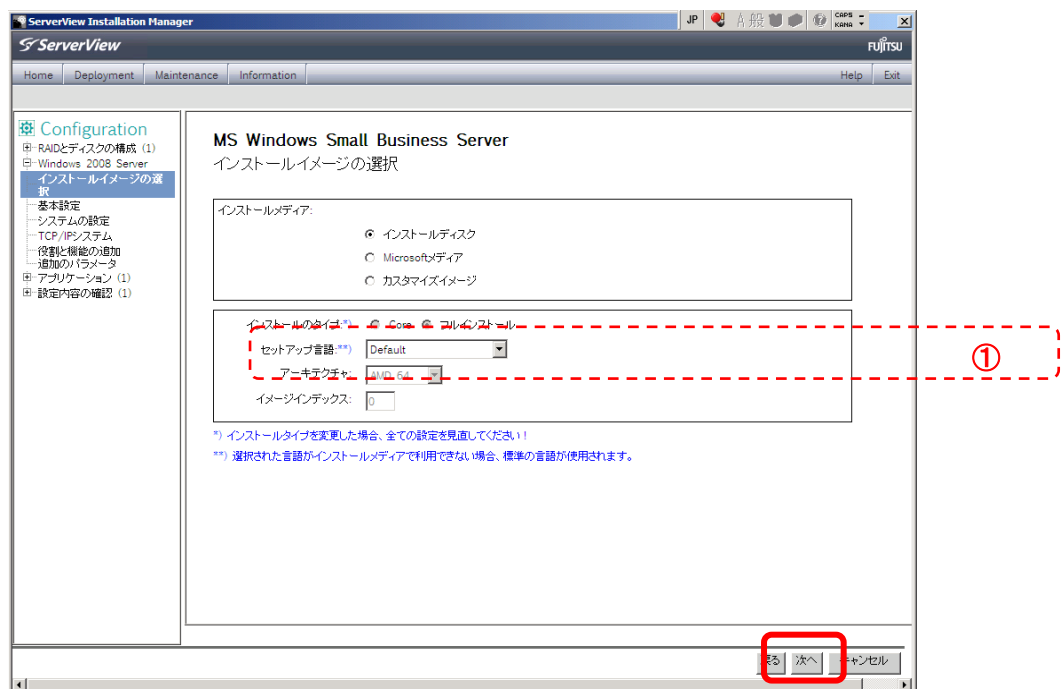 ServerView Installation Manager
JP
A 般
CAPS
KANA
ServerView
FUJITSU
Home Deployment Maintenance Information Help Exit
Configuration
RAIDとディスクの構成 (1)
Windows 2008 Server
インストールイメージの選
択
基本設定
システムの設定
TCP/IPシステム
役割と機能の追加
追加のパラメータ
アプリケーション (1)
設定内容の確認 (1)
MS Windows Small Business Server
インストールイメージの選択
インストールメディア:
インストールディスク
Microsoftメディア
カスタマイズイメージ
インストールのタイプ:*) Core フルインストール
セットアップ言語:**) Default
①
アーキテクチャ: AMD 64
イメージインデックス: 0
*) インストールタイプを変更した場合、全ての設定を見直してください！
**) 選択された言語がインストールメディアで利用できない場合、標準の言語が使用されます。
戻る 次へ キャンセル